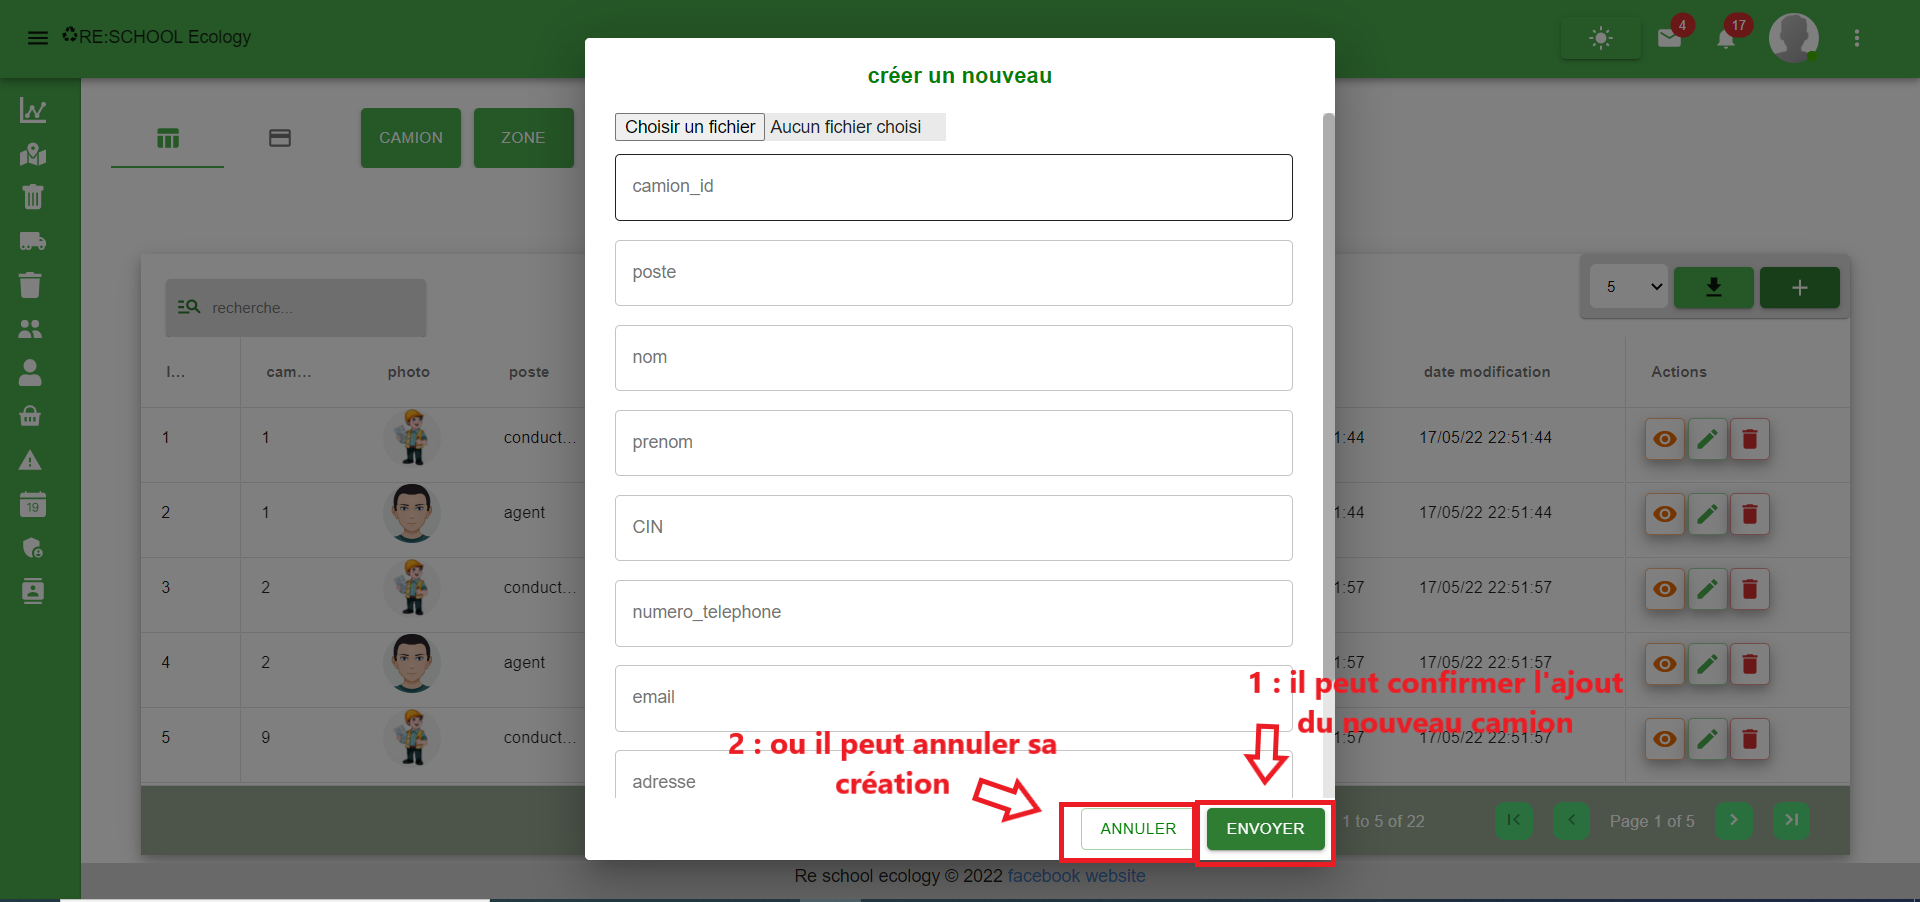 RE:SCHOOL Ecology
4
17
créer un nouveau
Choisir un fichier Aucun fichier choisi
CAMION
ZONE
camion_id
poste
nom
prenom
CIN
numero_telephone
email
adresse
recherche...
5
I...
cam...
photo
poste
date modification
Actions
1
1
conduct...
1:44
17/05/22 22:51:44
2
1
agent
1:44
17/05/22 22:51:44
3
2
conduct...
1:57
17/05/22 22:51:57
4
2
agent
1:57
17/05/22 22:51:57
5
9
conduct...
1:57
17/05/22 22:51:57
19
1 : il peut confirmer l'ajout
du nouveau camion
2 : ou il peut annuler sa
création
ANNULER
ENVOYER
1 to 5 of 22
Page 1 of 5
Re school ecology © 2022 facebook website